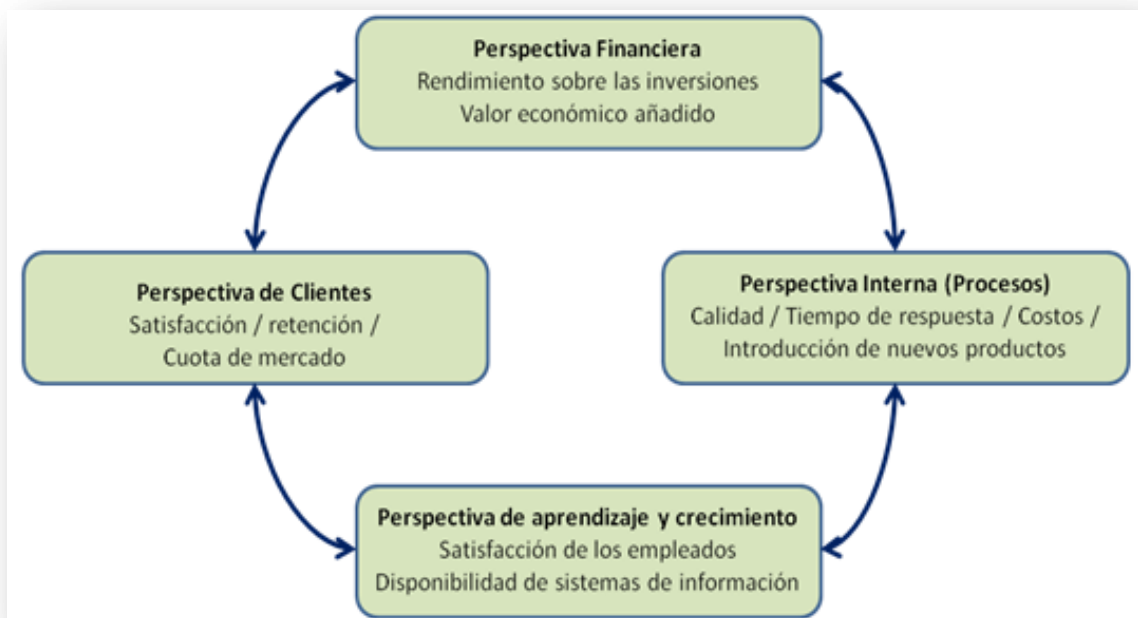 Perspectiva Financiera
Rendimiento sobre las inversiones
Valor económico añadido
Perspectiva de Clientes
Satisfacción / retención /
Cuota de mercado
Perspectiva Interna (Procesos)
Calidad / Tiempo de respuesta / Costos /
Introducción de nuevos productos
Perspectiva de aprendizaje y crecimiento
Satisfacción de los empleados
Disponibilidad de sistemas de información